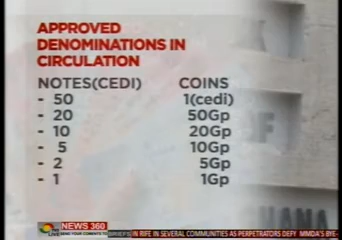 APPROVED
DENOMINATIONS IN
CIRCULATION
NOTES(CEDI) COINS
- 50 1(cedi)
- 20 50Gp
- 10 20Gp
- 5 10Gp
- 2 5Gp
- 1 1Gp
NEWS 360
IN RIFE IN SEVERAL COMMUNITIES AS PERPETRATORS DEFY MMDA'S BYE-